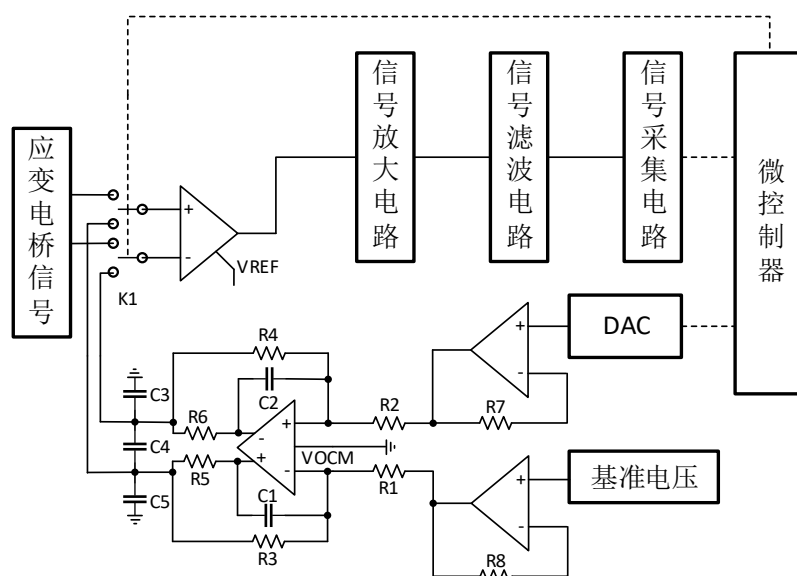 应变电桥信号
K1
+
-
VREF
信号放大电路
信号滤波电路
信号采集电路
微控制器
DAC
+
-
R7
R2
R4
C2
R6
C3
C4
C5
R5
-
+
+
-
VOCM
C1
R3
R1
+
-
R8
基准电压